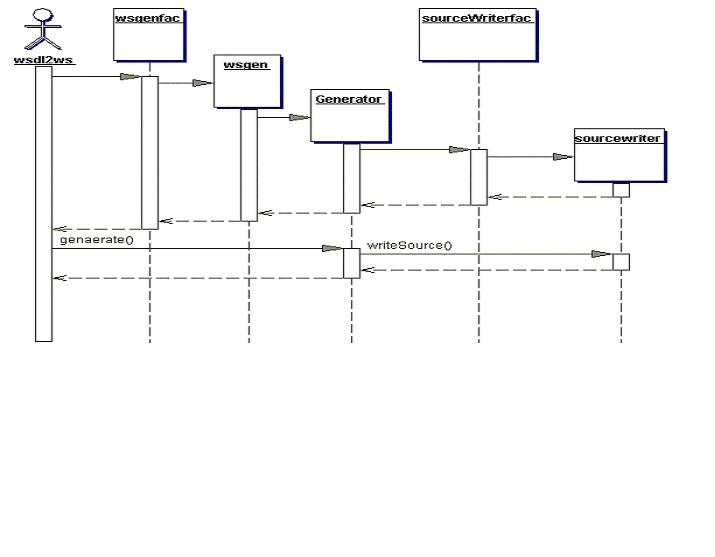 wsgenfac
sourceWriterfac
wsdl2ws
wsgen
Generator
sourcewriter
genaerate()
writeSource()